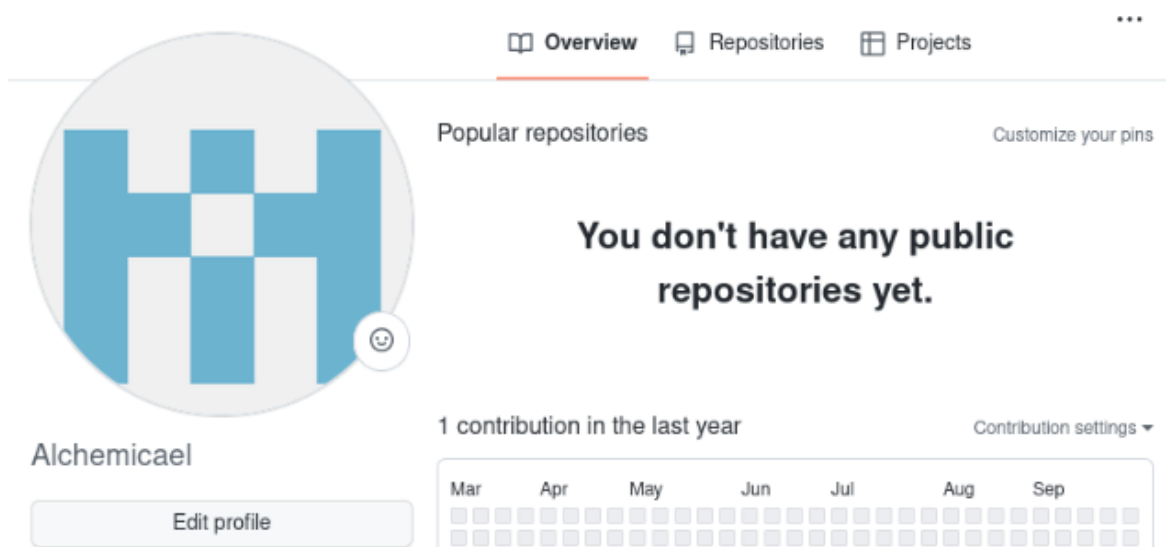 Overview Repositories Projects
Popular repositories Customize your pins
You don't have any public
repositories yet.
1 contribution in the last year Contribution settings
Alchemicael
Mar Apr May Jun Jul Aug Sep
Edit profile